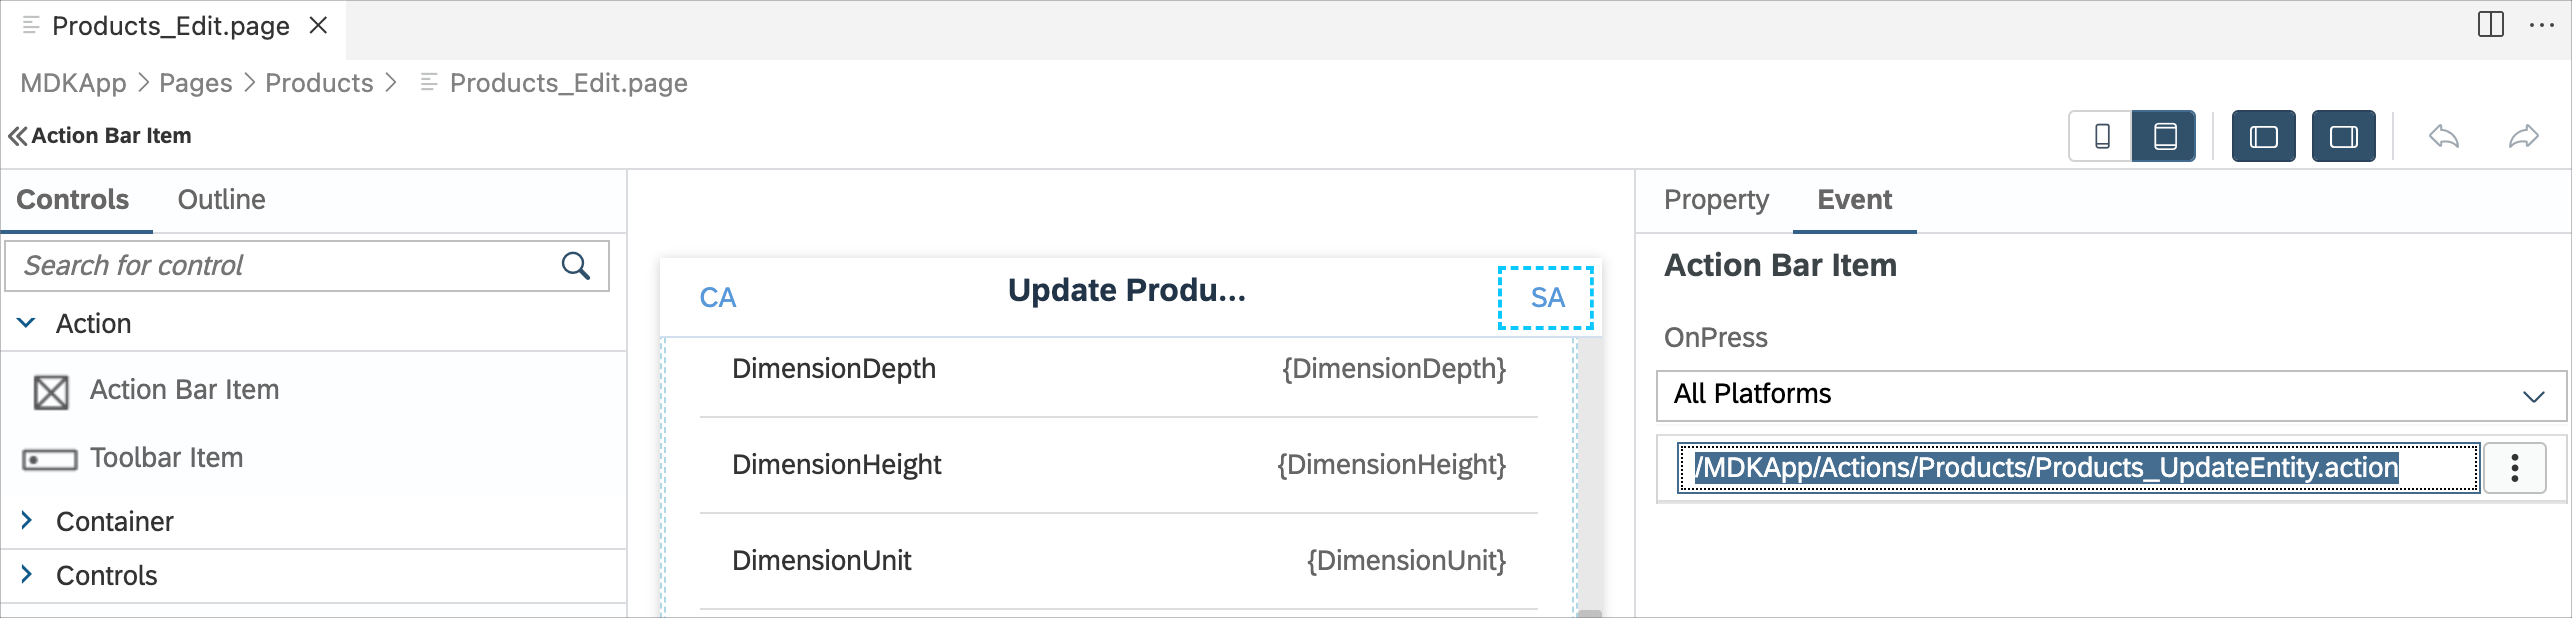 Products_Edit.page
MDKApp > Pages > Products > Products_Edit.page
Action Bar Item
Controls Outline
Search for control
Action
Action Bar Item
Toolbar Item
Container
Controls
CA Update Produ... SA
DimensionDepth {DimensionDepth}
DimensionHeight {DimensionHeight}
DimensionUnit {DimensionUnit}
Property Event
Action Bar Item
OnPress
All Platforms
/MDKApp/Actions/Products/Products_UpdateEntity.action